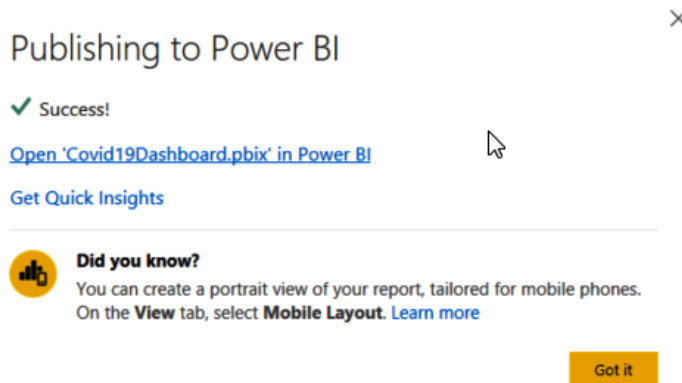 Publishing to Power BI
Success!
Open 'Covid19Dashboard.pbix' in Power BI
Get Quick Insights
Did you know?
You can create a portrait view of your report, tailored for mobile phones.
On the View tab, select Mobile Layout. Learn more
Got it